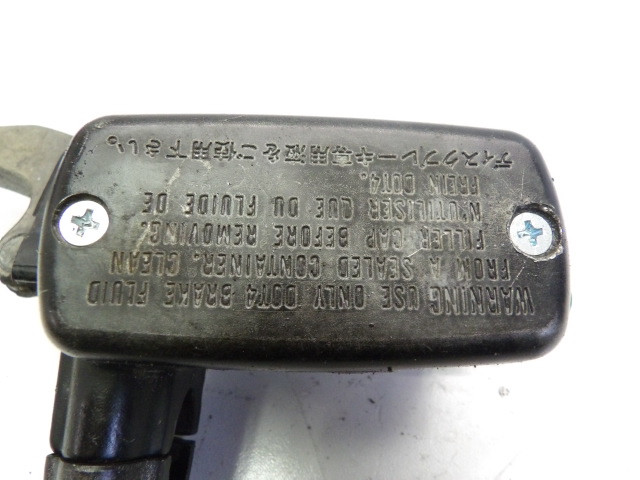 WARNING USE ONLY DOT4 BRAKE FLUID
FROM A SEALED CONTAINER. CLEAN
FILLER CAP BEFORE REMOVING.
N'UTILISER QUE DU FLUIDE DE
FREIN DOT4.
ディスクブレーキ専用液をご使用下さい。